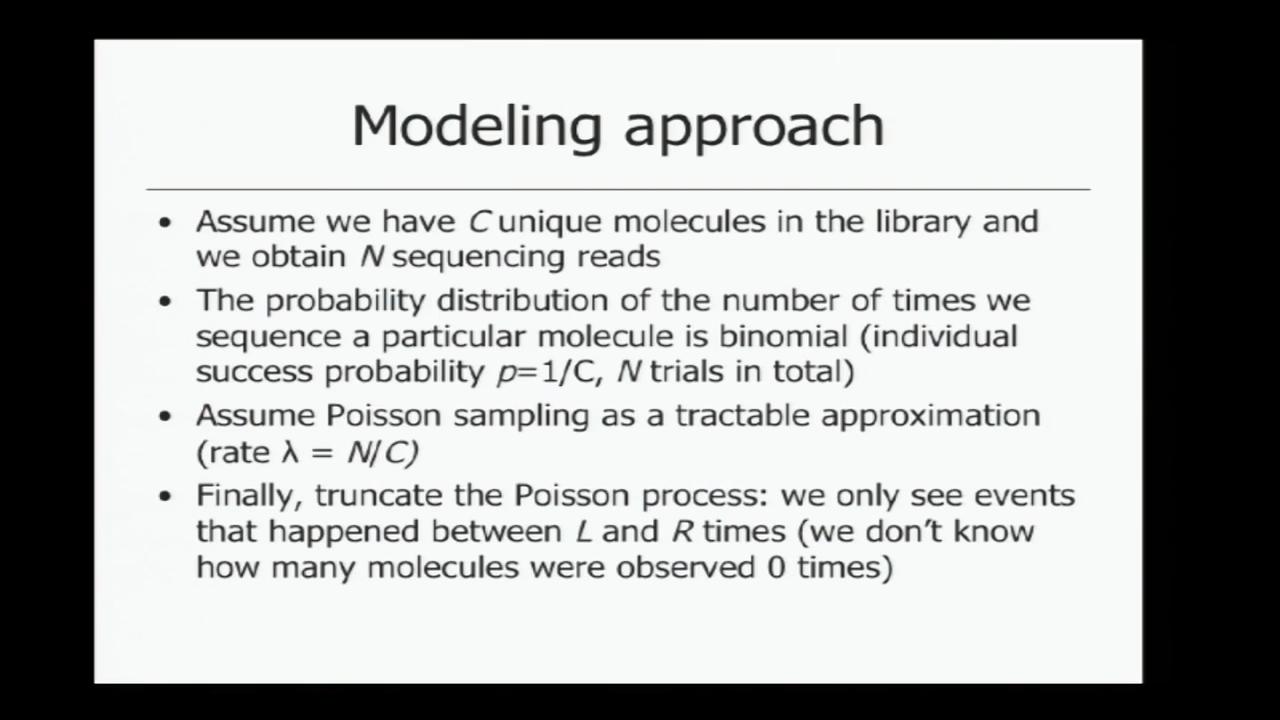 Modeling approach
• Assume we have C unique molecules in the library and
we obtain N sequencing reads
• The probability distribution of the number of times we
sequence a particular molecule is binomial (individual
success probability p=1/C, N trials in total)
• Assume Poisson sampling as a tractable approximation
(rate λ = N/C)
• Finally, truncate the Poisson process: we only see events
that happened between L and R times (we don't know
how many molecules were observed 0 times)